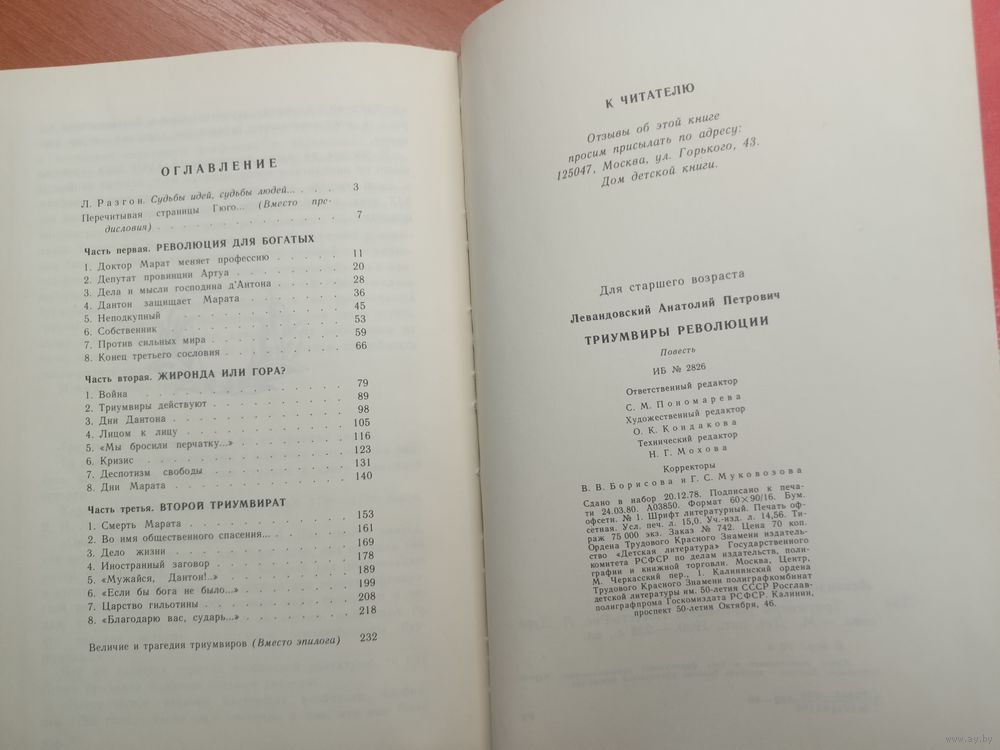 ОГЛАВЛЕНИЕ
Л. Разгон. Судьбы идей, судьбы людей... . . . 3
Перечитывая страницы Гюго... (Вместо пре-
дисловия) . . . . . . . . . . . . 7
Часть первая. РЕВОЛЮЦИЯ ДЛЯ БОГАТЫХ
1. Доктор Марат меняет профессию . . . . . 11
2. Депутат провинции Артуа . . . . . . . 20
3. Дела и мысли господина д'Антона . . . . . 28
4. Дантон защищает Марата . . . . . . . 36
5. Неподкупный . . . . . . . . . . . 45
6. Собственник . . . . . . . . . . . 53
7. Против сильных мира . . . . . . . . 59
8. Конец третьего сословия . . . . . . . 66
Часть вторая. ЖИРОНДА ИЛИ ГОРА?
1. Война . . . . . . . . . . . . . 79
2. Триумвиры действуют . . . . . . . . 89
3. Дни Дантона . . . . . . . . . . . 98
4. Лицом к лицу . . . . . . . . . . 105
5. «Мы бросили перчатку...» . . . . . . . 116
6. Кризис . . . . . . . . . . . . 123
7. Деспотизм свободы . . . . . . . . . 131
8. Дни Марата . . . . . . . . . . . 140
Часть третья. ВТОРОЙ ТРИУМВИРАТ
1. Смерть Марата . . . . . . . . . . 153
2. Во имя общественного спасения... . . . . . 161
3. Дело жизни . . . . . . . . . . . 169
4. Иностранный заговор . . . . . . . . 178
5. «Мужайся, Дантон!..» . . . . . . . . 189
6. «Если бы бога не было...» . . . . . . . 199
7. Царство гильотины . . . . . . . . . 208
8. «Благодарю вас, сударь...» . . . . . . . 218
Величие и трагедия триумвиров (Вместо эпилога) 232
К ЧИТАТЕЛЮ
Отзывы об этой книге
просим присылать по адресу:
125047, Москва, ул. Горького, 43.
Дом детской книги.
Для старшего возраста
Левандовский Анатолий Петрович
ТРИУМВИРЫ РЕВОЛЮЦИИ
Повесть
ИБ № 2826
Ответственный редактор
С. М. Пономарева
Художественный редактор
О. К. Кондакова
Технический редактор
Н. Г. Мохова
Корректоры
В. В. Борисова и Г. С. Муковозова
Сдано в набор 20.12.78. Подписано к печа-
ти 24.03.80. А03850. Формат 60×90/16. Бум.
офсетн. № 1. Шрифт литературный. Печать оф-
сетная. Усл. печ. л. 15,0. Уч.-изд. л. 14,56. Ти-
раж 75 000 экз. Заказ № 742. Цена 70 коп.
Ордена Трудового Красного Знамени издатель-
ство «Детская литература» Государственного
комитета РСФСР по делам издательств, поли-
графии и книжной торговли. Москва, Центр,
М. Черкасский пер., 1. Калининский ордена
Трудового Красного Знамени полиграфкомбинат
детской литературы им. 50-летия СССР Росглав-
полиграфпрома Госкомиздата РСФСР. Калинин,
проспект 50-летия Октября, 46.
www.ay.by